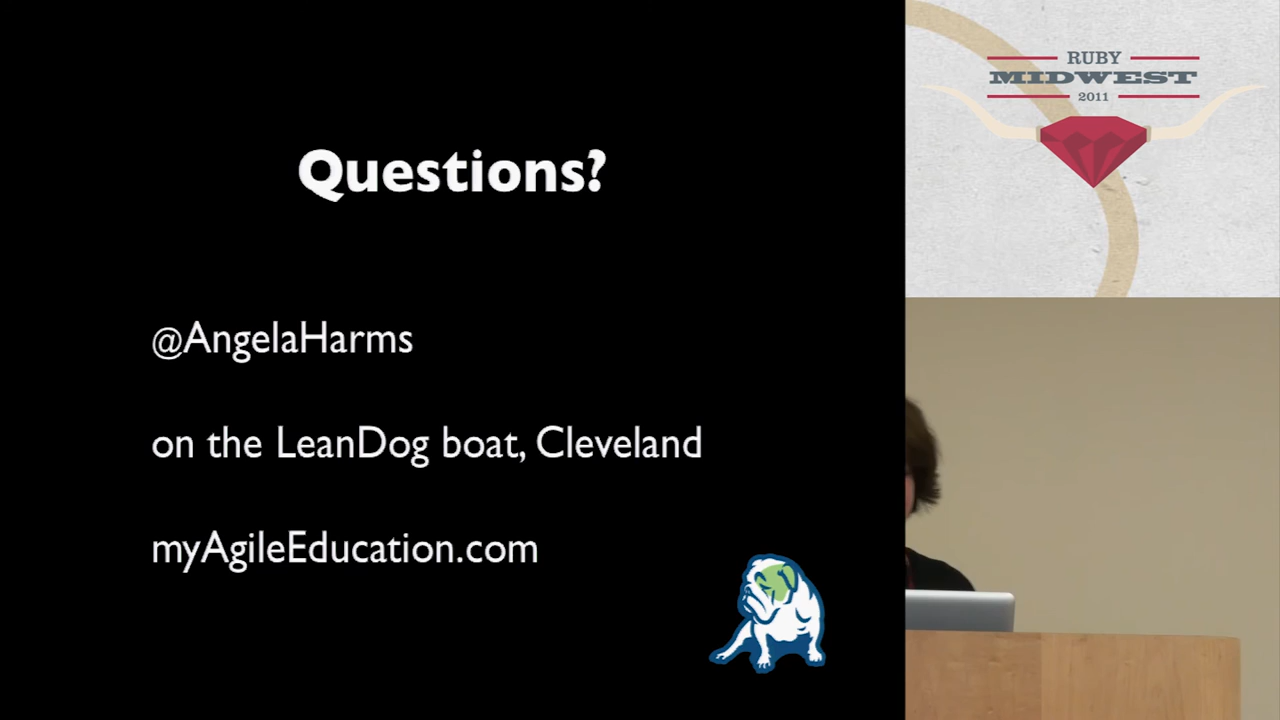 Questions?
@AngelaHarms
on the LeanDog boat, Cleveland
myAgileEducation.com
RUBY
MIDWEST
2011